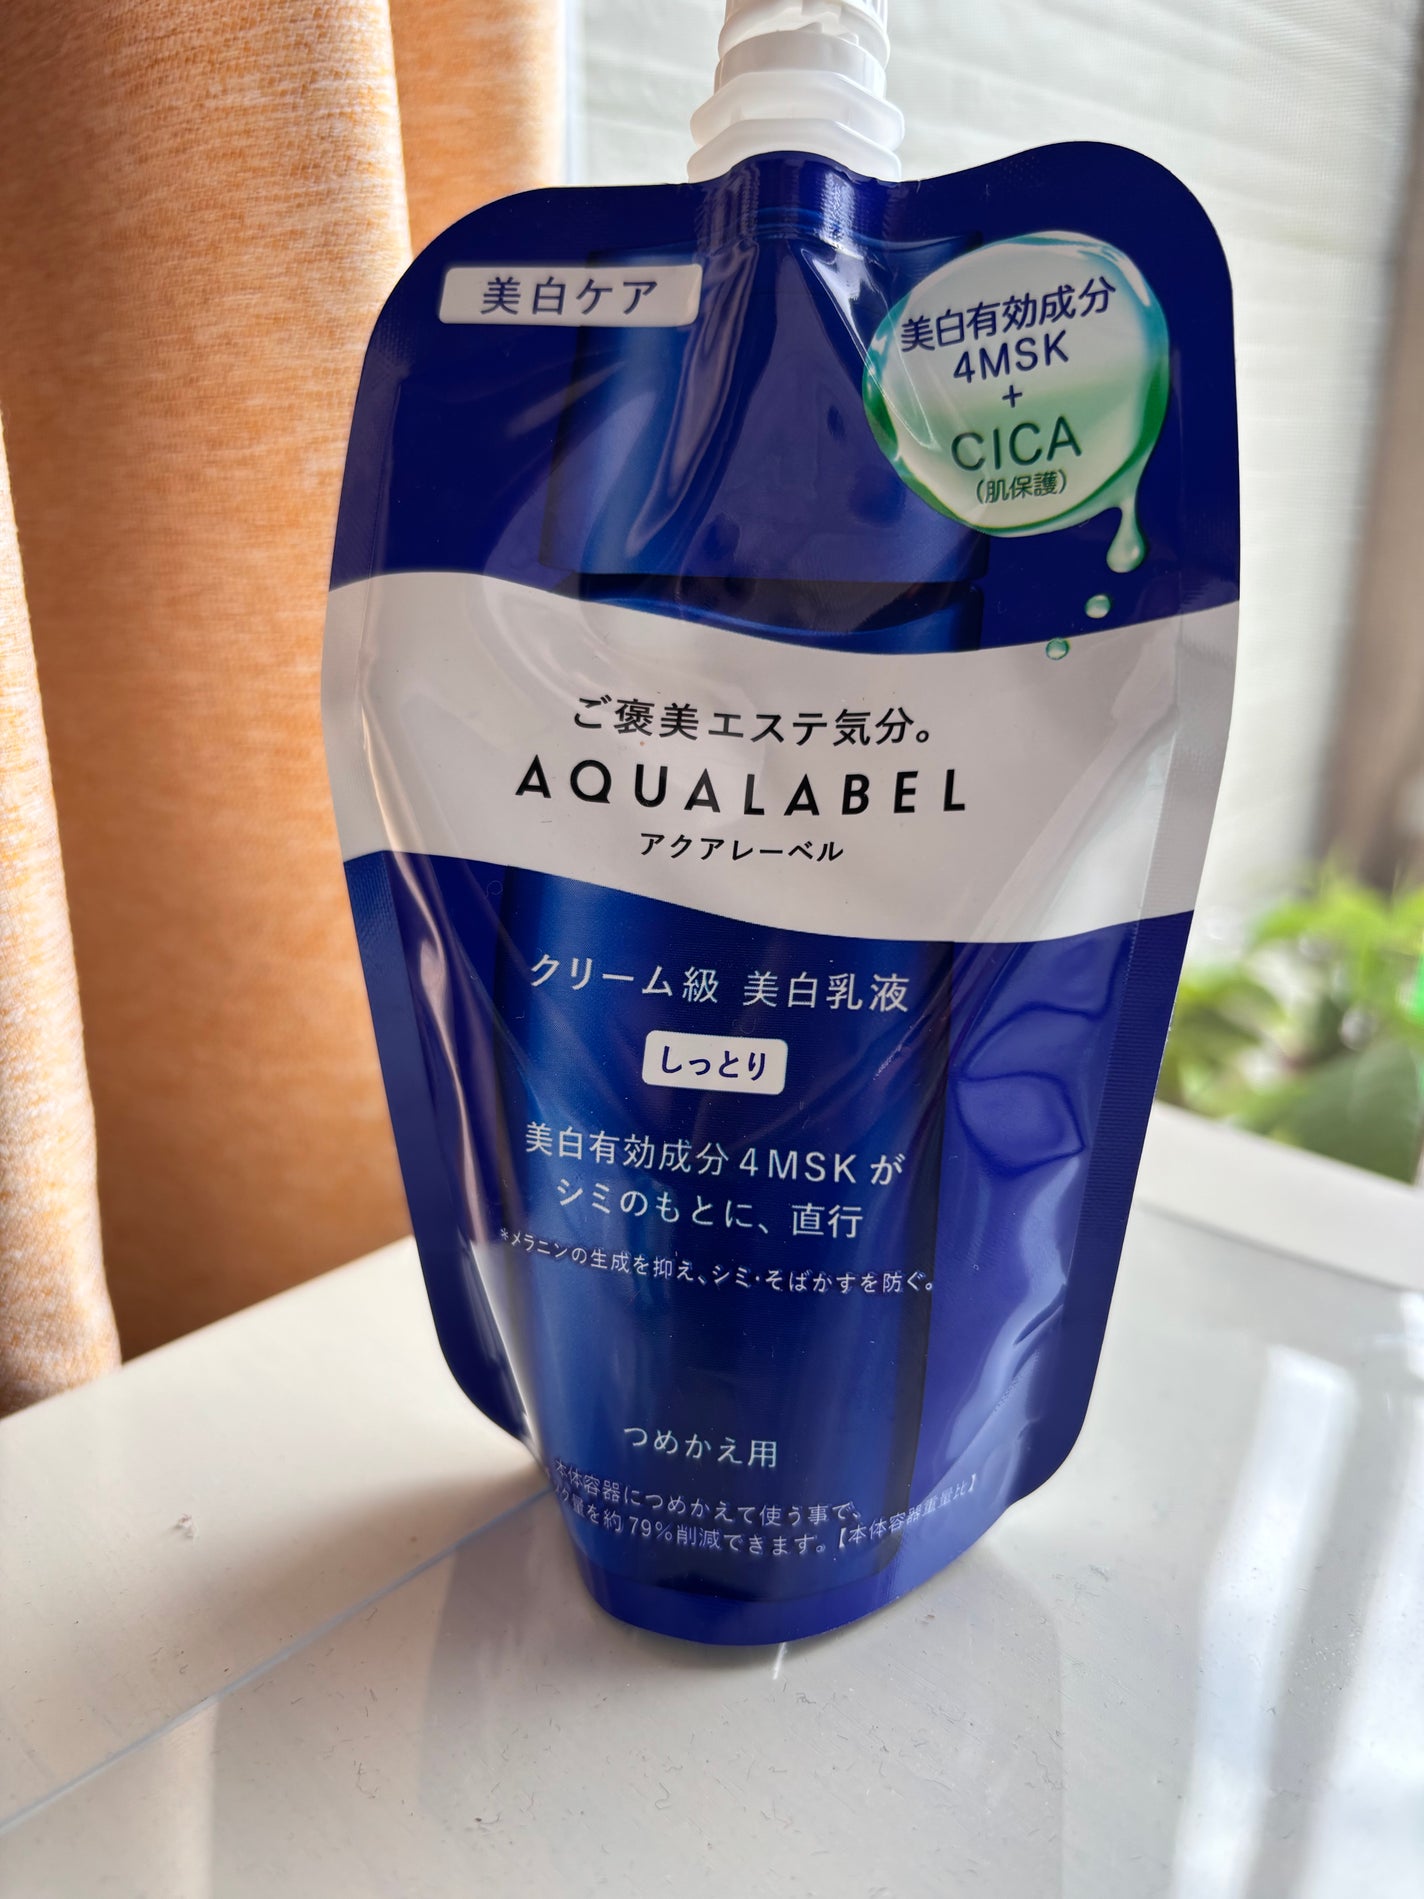 美白ケア
美白有効成分
4MSK
+
CICA
(肌保護)
ご褒美エステ気分。
AQUALABEL
アクアレーベル
クリーム級 美白乳液
しっとり
美白有効成分4MSKが
シミのもとに、直行
*メラニンの生成を抑え、シミ・そばかすを防ぐ。
つめかえ用
本体容器につめかえて使う事で、
量を約79%削減できます。【本体容器重量比】